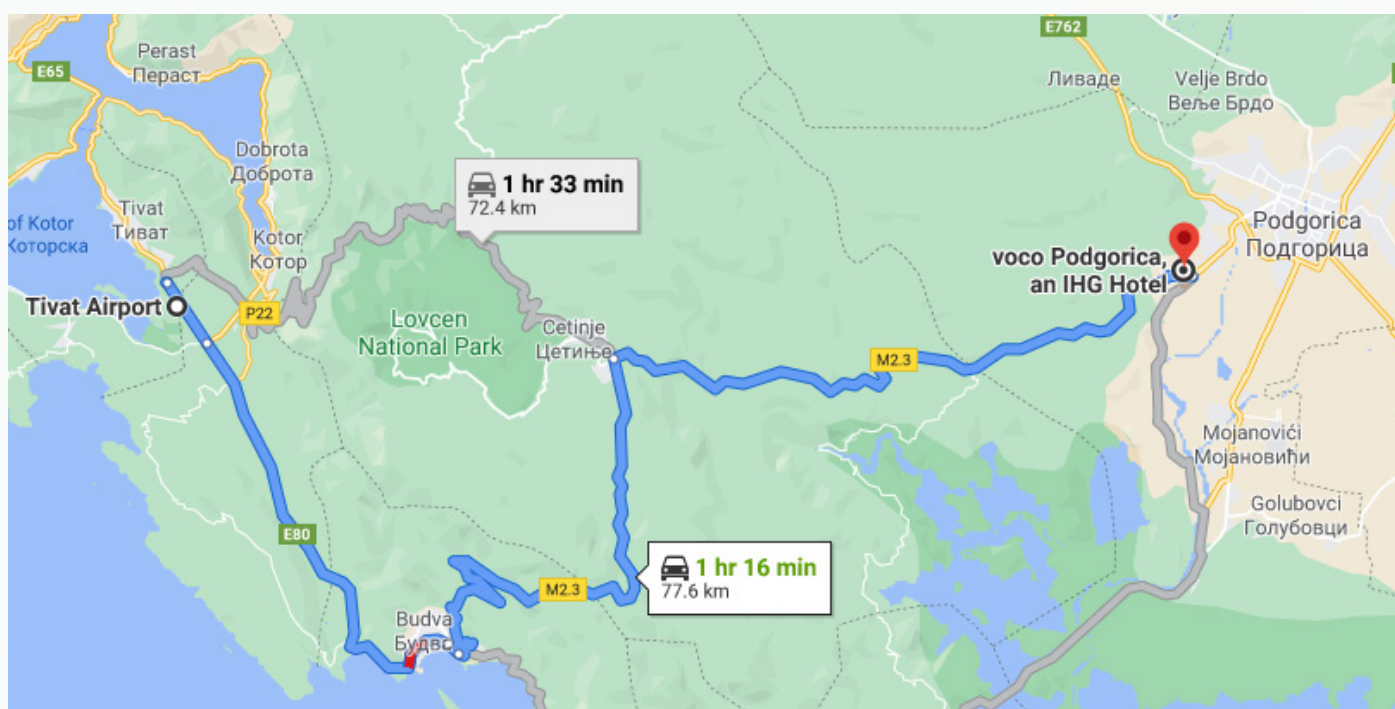 E762
Perast
Пераст
E65
Ливаде
Velje Brdo
Веље Брдо
Dobrota
Доброта
1 hr 33 min
72.4 km
Tivat
Тиват
of Kotor
Которска
Kotor
Котор
Podgorica
Подгорица
voco Podgorica,
an IHG Hotel
Tivat Airport
P22
Lovcen
National Park
Cetinje
Цетиње
M2.3
Mojanovići
Мојановићи
Golubovci
Голубовци
E80
1 hr 16 min
77.6 km
M2.3
Budva